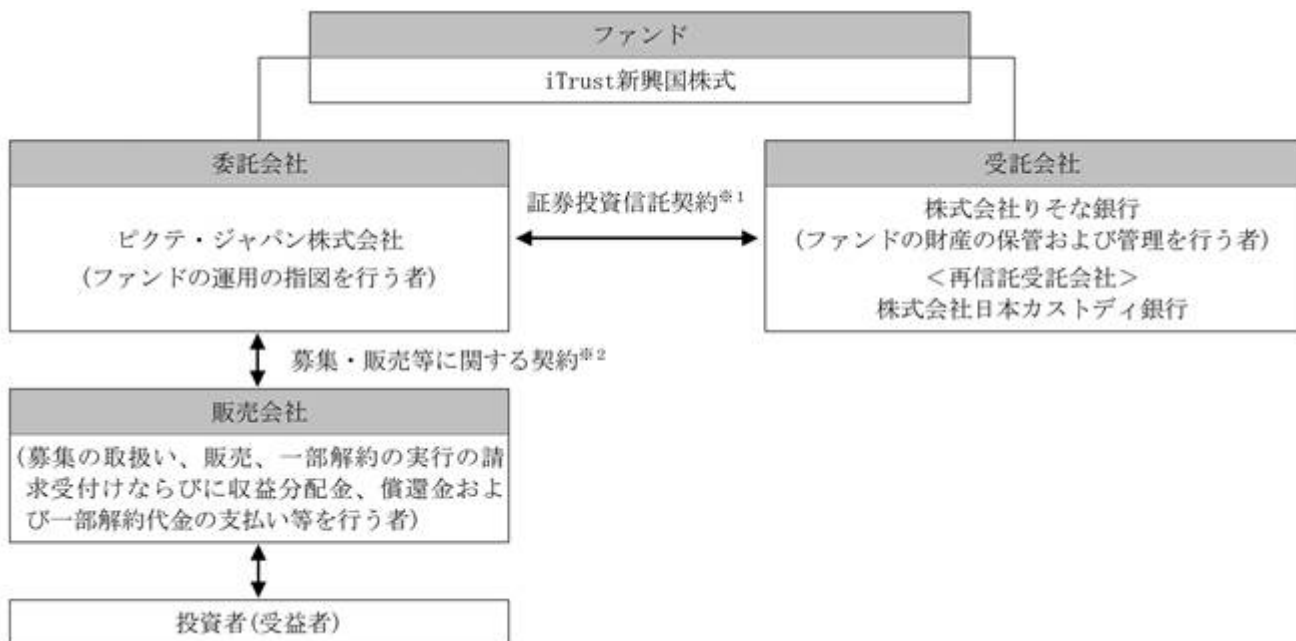 ファンド
iTrust新興国株式
委託会社
ピクテ・ジャパン株式会社
(ファンドの運用の指図を行う者)
証券投資信託契約※1
受託会社
株式会社りそな銀行
(ファンドの財産の保管および管理を行う者)
<再信託受託会社>
株式会社日本カストディ銀行
募集・販売等に関する契約※2
販売会社
(募集の取扱い、販売、一部解約の実行の請
求受付けならびに収益分配金、償還金およ
び一部解約代金の支払い等を行う者)
投資者(受益者)